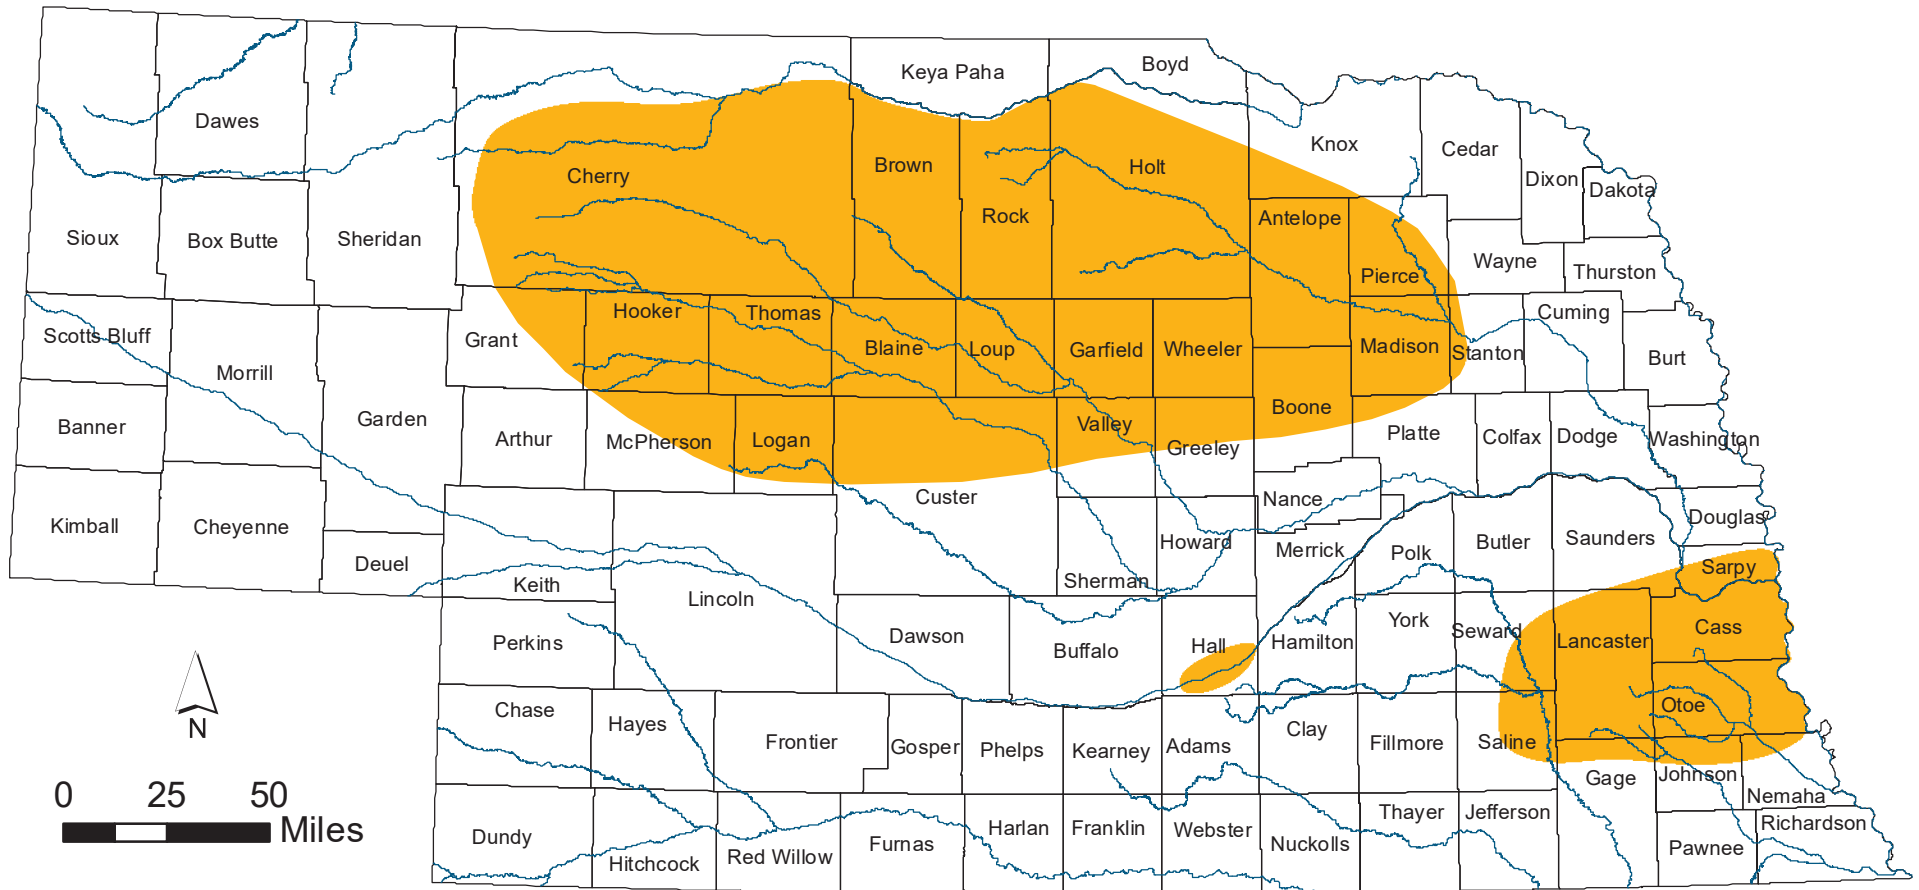 Keya Paha
Boyd
Dawes
Knox
Cedar
Cherry
Brown
Holt
Dixon
Dakota
Rock
Antelope
Sioux
Box Butte
Sheridan
Pierce
Wayne
Thurston
Scotts Bluff
Grant
Hooker
Thomas
Blaine
Loup
Garfield
Wheeler
Madison
Stanton
Cuming
Burt
Morrill
Banner
Garden
Arthur
McPherson
Logan
Valley
Greeley
Boone
Platte
Colfax
Dodge
Washington
Kimball
Cheyenne
Custer
Nance
Douglas
Deuel
Keith
Lincoln
Sherman
Howard
Merrick
Polk
Butler
Saunders
Sarpy
Perkins
Dawson
Buffalo
Hall
Hamilton
York
Seward
Lancaster
Cass
N
Chase
Hayes
Frontier
Gosper
Phelps
Kearney
Adams
Clay
Fillmore
Saline
Otoe
Gage
Johnson
Nemaha
0 25 50
Miles
Dundy
Hitchcock
Red Willow
Furnas
Harlan
Franklin
Webster
Nuckolls
Thayer
Jefferson
Pawnee
Richardson